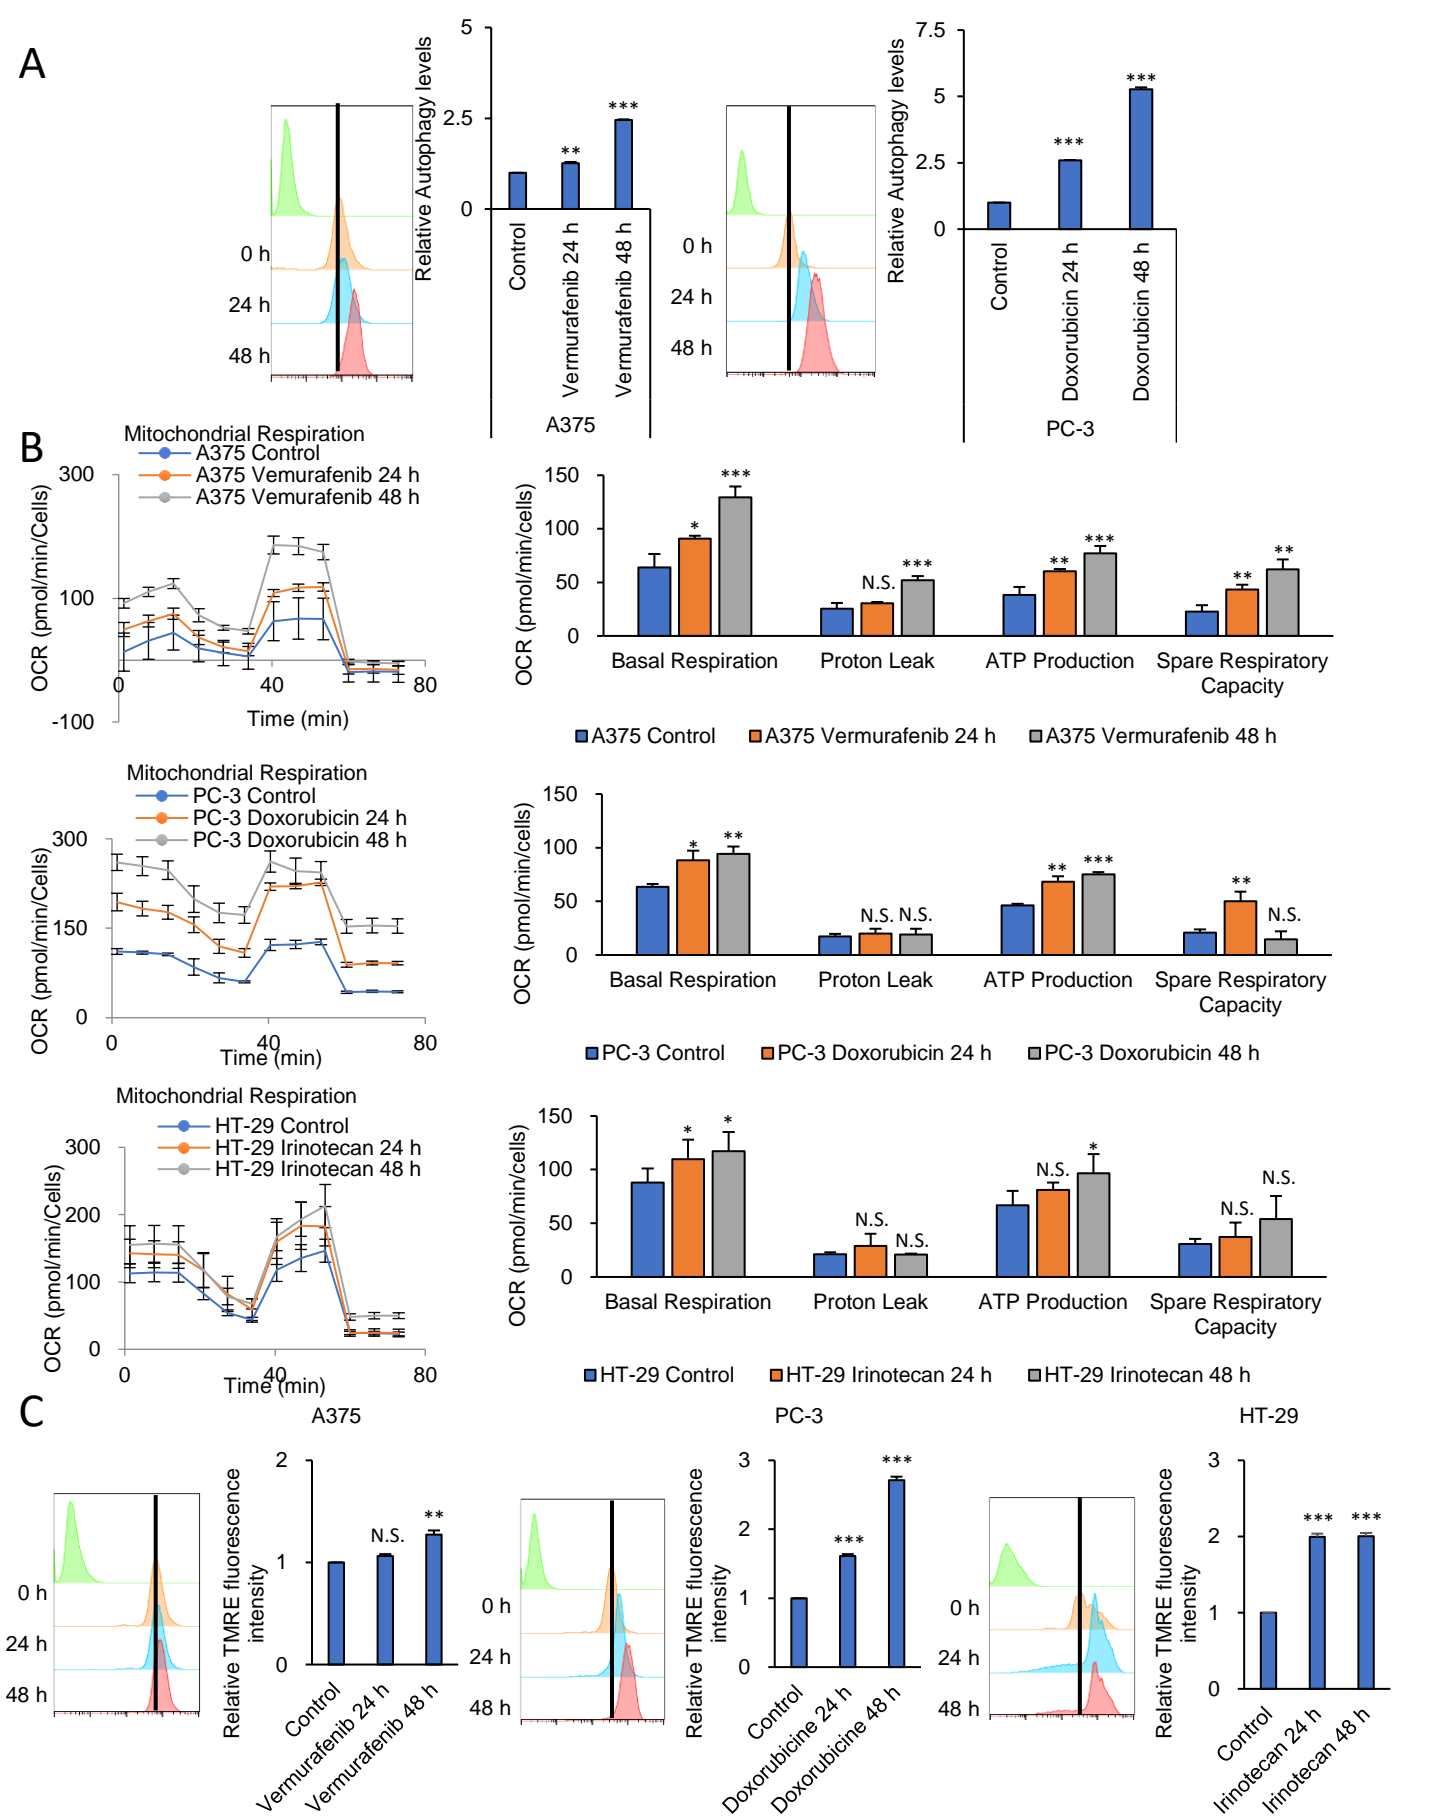 A
0 h
24 h
48 h
Relative Autophagy levels
5
2.5
0
**
***
Control
Vermurafenib 24 h
Vermurafenib 48 h
A375
0 h
24 h
48 h
Relative Autophagy levels
7.5
5
2.5
0
***
***
Control
Doxorubicin 24 h
Doxorubicin 48 h
PC-3
B
Mitochondrial Respiration
A375 Control
A375 Vemurafenib 24 h
A375 Vemurafenib 48 h
OCR (pmol/min/Cells)
300
100
-100
0 40 80
Time (min)
OCR (pmol/min/cells)
150
100
50
0
* ***
N.S. ***
** ***
** **
Basal Respiration
Proton Leak
ATP Production
Spare Respiratory
Capacity
A375 Control A375 Vermurafenib 24 h A375 Vermurafenib 48 h
Mitochondrial Respiration
PC-3 Control
PC-3 Doxorubicin 24 h
PC-3 Doxorubicin 48 h
OCR (pmol/min/Cells)
300
150
0
0 40 80
Time (min)
OCR (pmol/min/cells)
150
100
50
0
* **
N.S. N.S.
** ***
** N.S.
Basal Respiration
Proton Leak
ATP Production
Spare Respiratory
Capacity
PC-3 Control PC-3 Doxorubicin 24 h PC-3 Doxorubicin 48 h
Mitochondrial Respiration
HT-29 Control
HT-29 Irinotecan 24 h
HT-29 Irinotecan 48 h
OCR (pmol/min/Cells)
300
200
100
0
0 40 80
Time (min)
OCR (pmol/min/cells)
150
100
50
0
* *
N.S. N.S.
N.S. *
N.S. N.S.
Basal Respiration
Proton Leak
ATP Production
Spare Respiratory
Capacity
HT-29 Control HT-29 Irinotecan 24 h HT-29 Irinotecan 48 h
C
A375
0 h
24 h
48 h
Relative TMRE fluorescence
intensity
2
1
0
N.S.
**
Control
Vermurafenib 24 h
Vermurafenib 48 h
PC-3
0 h
24 h
48 h
Relative TMRE fluorescence
intensity
3
2
1
0
***
***
Control
Doxorubicine 24 h
Doxorubicine 48 h
HT-29
0 h
24 h
48 h
Relative TMRE fluorescence
intensity
3
2
1
0
***
***
Control
Irinotecan 24 h
Irinotecan 48 h